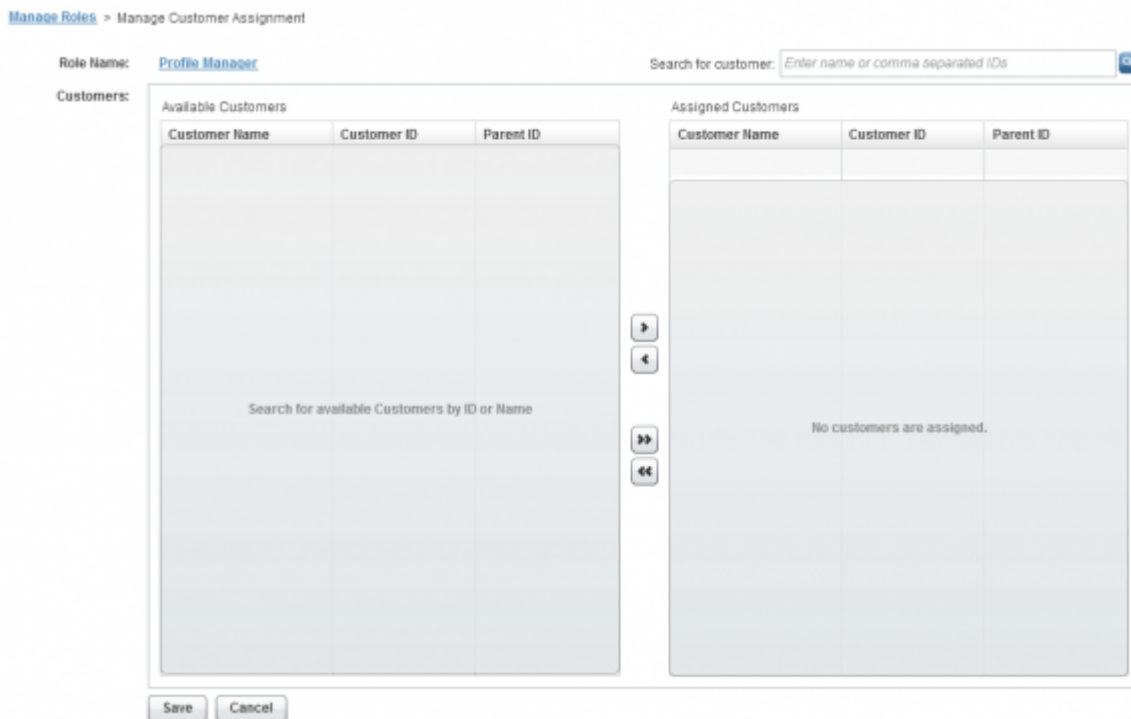 Manage Roles > Manage Customer Assignment
Role Name: Profile Manager Search for customer: Enter name or comma separated IDs
Customers:
Available Customers Assigned Customers
Customer Name Customer ID Parent ID Customer Name Customer ID Parent ID
Search for available Customers by ID or Name
No customers are assigned.
Save Cancel